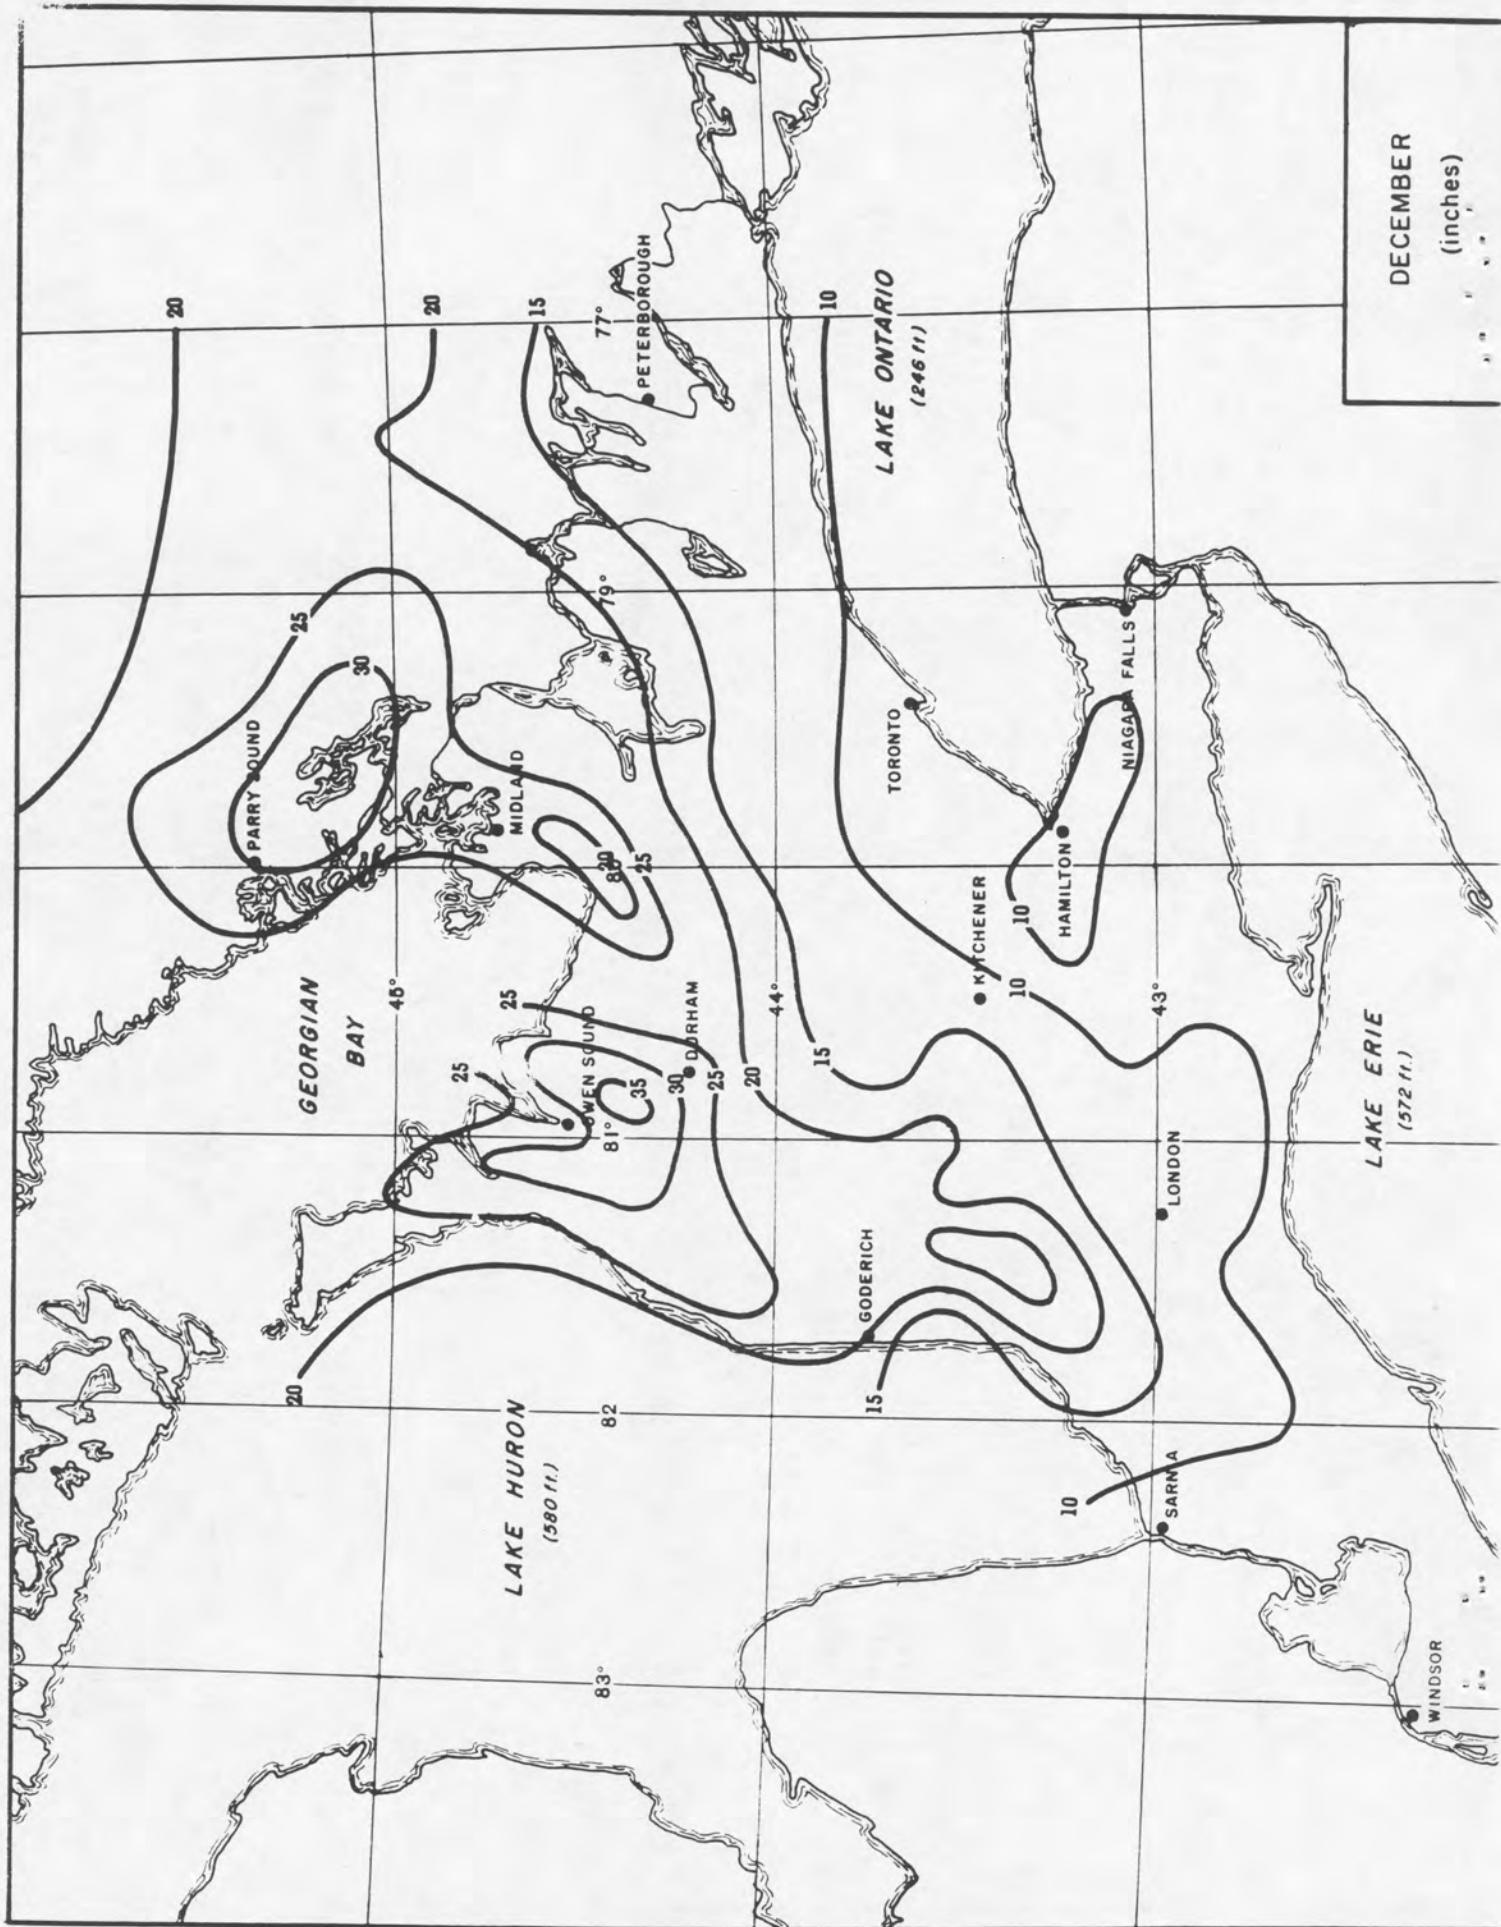 DECEMBER
(inches)
20
20
15
77°
PETERBOROUGH
10
LAKE ONTARIO
(246 ft)
25
30
79°
PARRY SOUND
MIDLAND
25
TORONTO
NIAGARA FALLS
HAMILTON
10
KITCHENER
10
GEORGIAN
BAY
45°
25
44°
43°
25
OWEN SOUND
DURHAM
35
30
25
20
15
81°
LAKE ERIE
(572 ft.)
LONDON
GODERICH
20
82
15
LAKE HURON
(580 ft.)
10
SARNIA
83°
WINDSOR